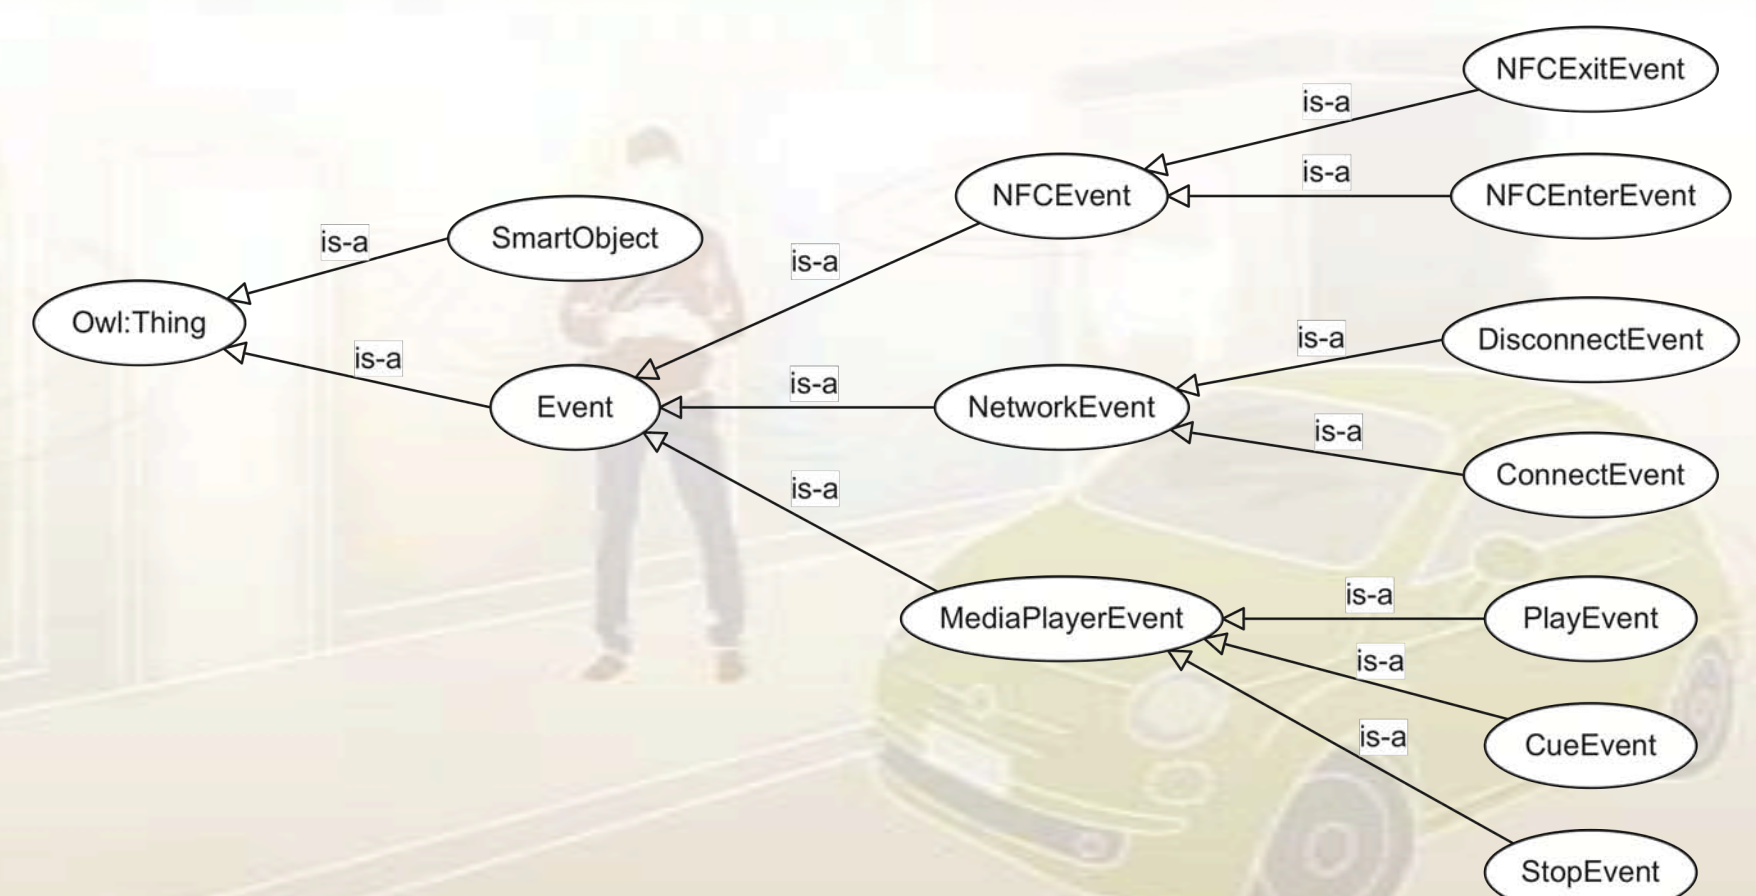 NFCExitEvent
is-a
NFCEvent
is-a
NFCEnterEvent
SmartObject
is-a
is-a
Owl:Thing
is-a
DisconnectEvent
is-a
Event
is-a
NetworkEvent
is-a
ConnectEvent
is-a
MediaPlayerEvent
is-a
PlayEvent
is-a
CueEvent
is-a
StopEvent